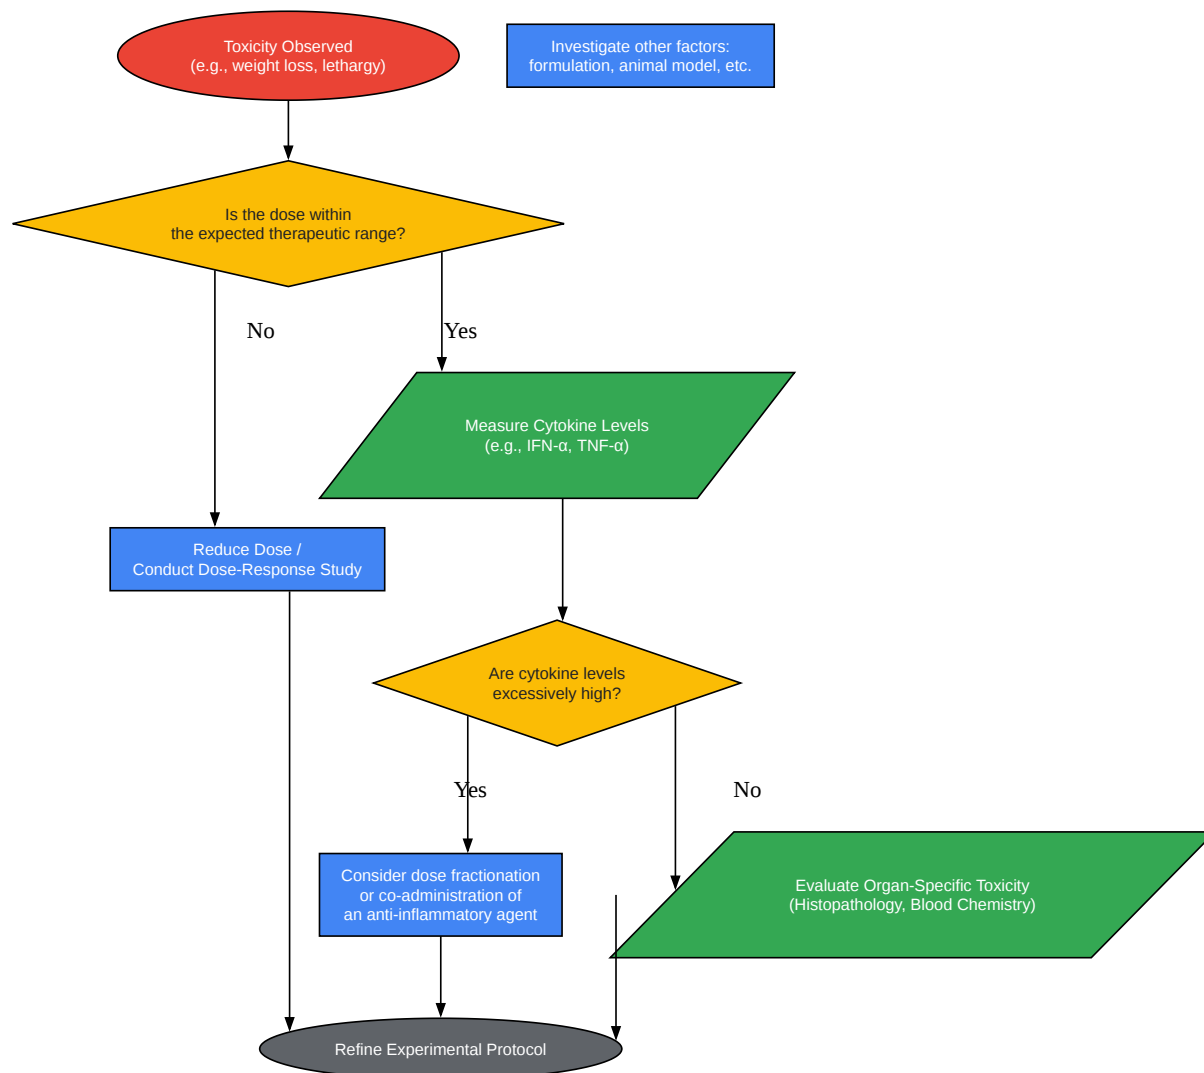 Toxicity Observed
(e.g., weight loss, lethargy)
Investigate other factors:
formulation, animal model, etc.
Is the dose within
the expected therapeutic range?
No
Yes
Measure Cytokine Levels
(e.g., IFN-α, TNF-α)
Reduce Dose /
Conduct Dose-Response Study
Are cytokine levels
excessively high?
Yes
No
Consider dose fractionation
or co-administration of
an anti-inflammatory agent
Evaluate Organ-Specific Toxicity
(Histopathology, Blood Chemistry)
Refine Experimental Protocol